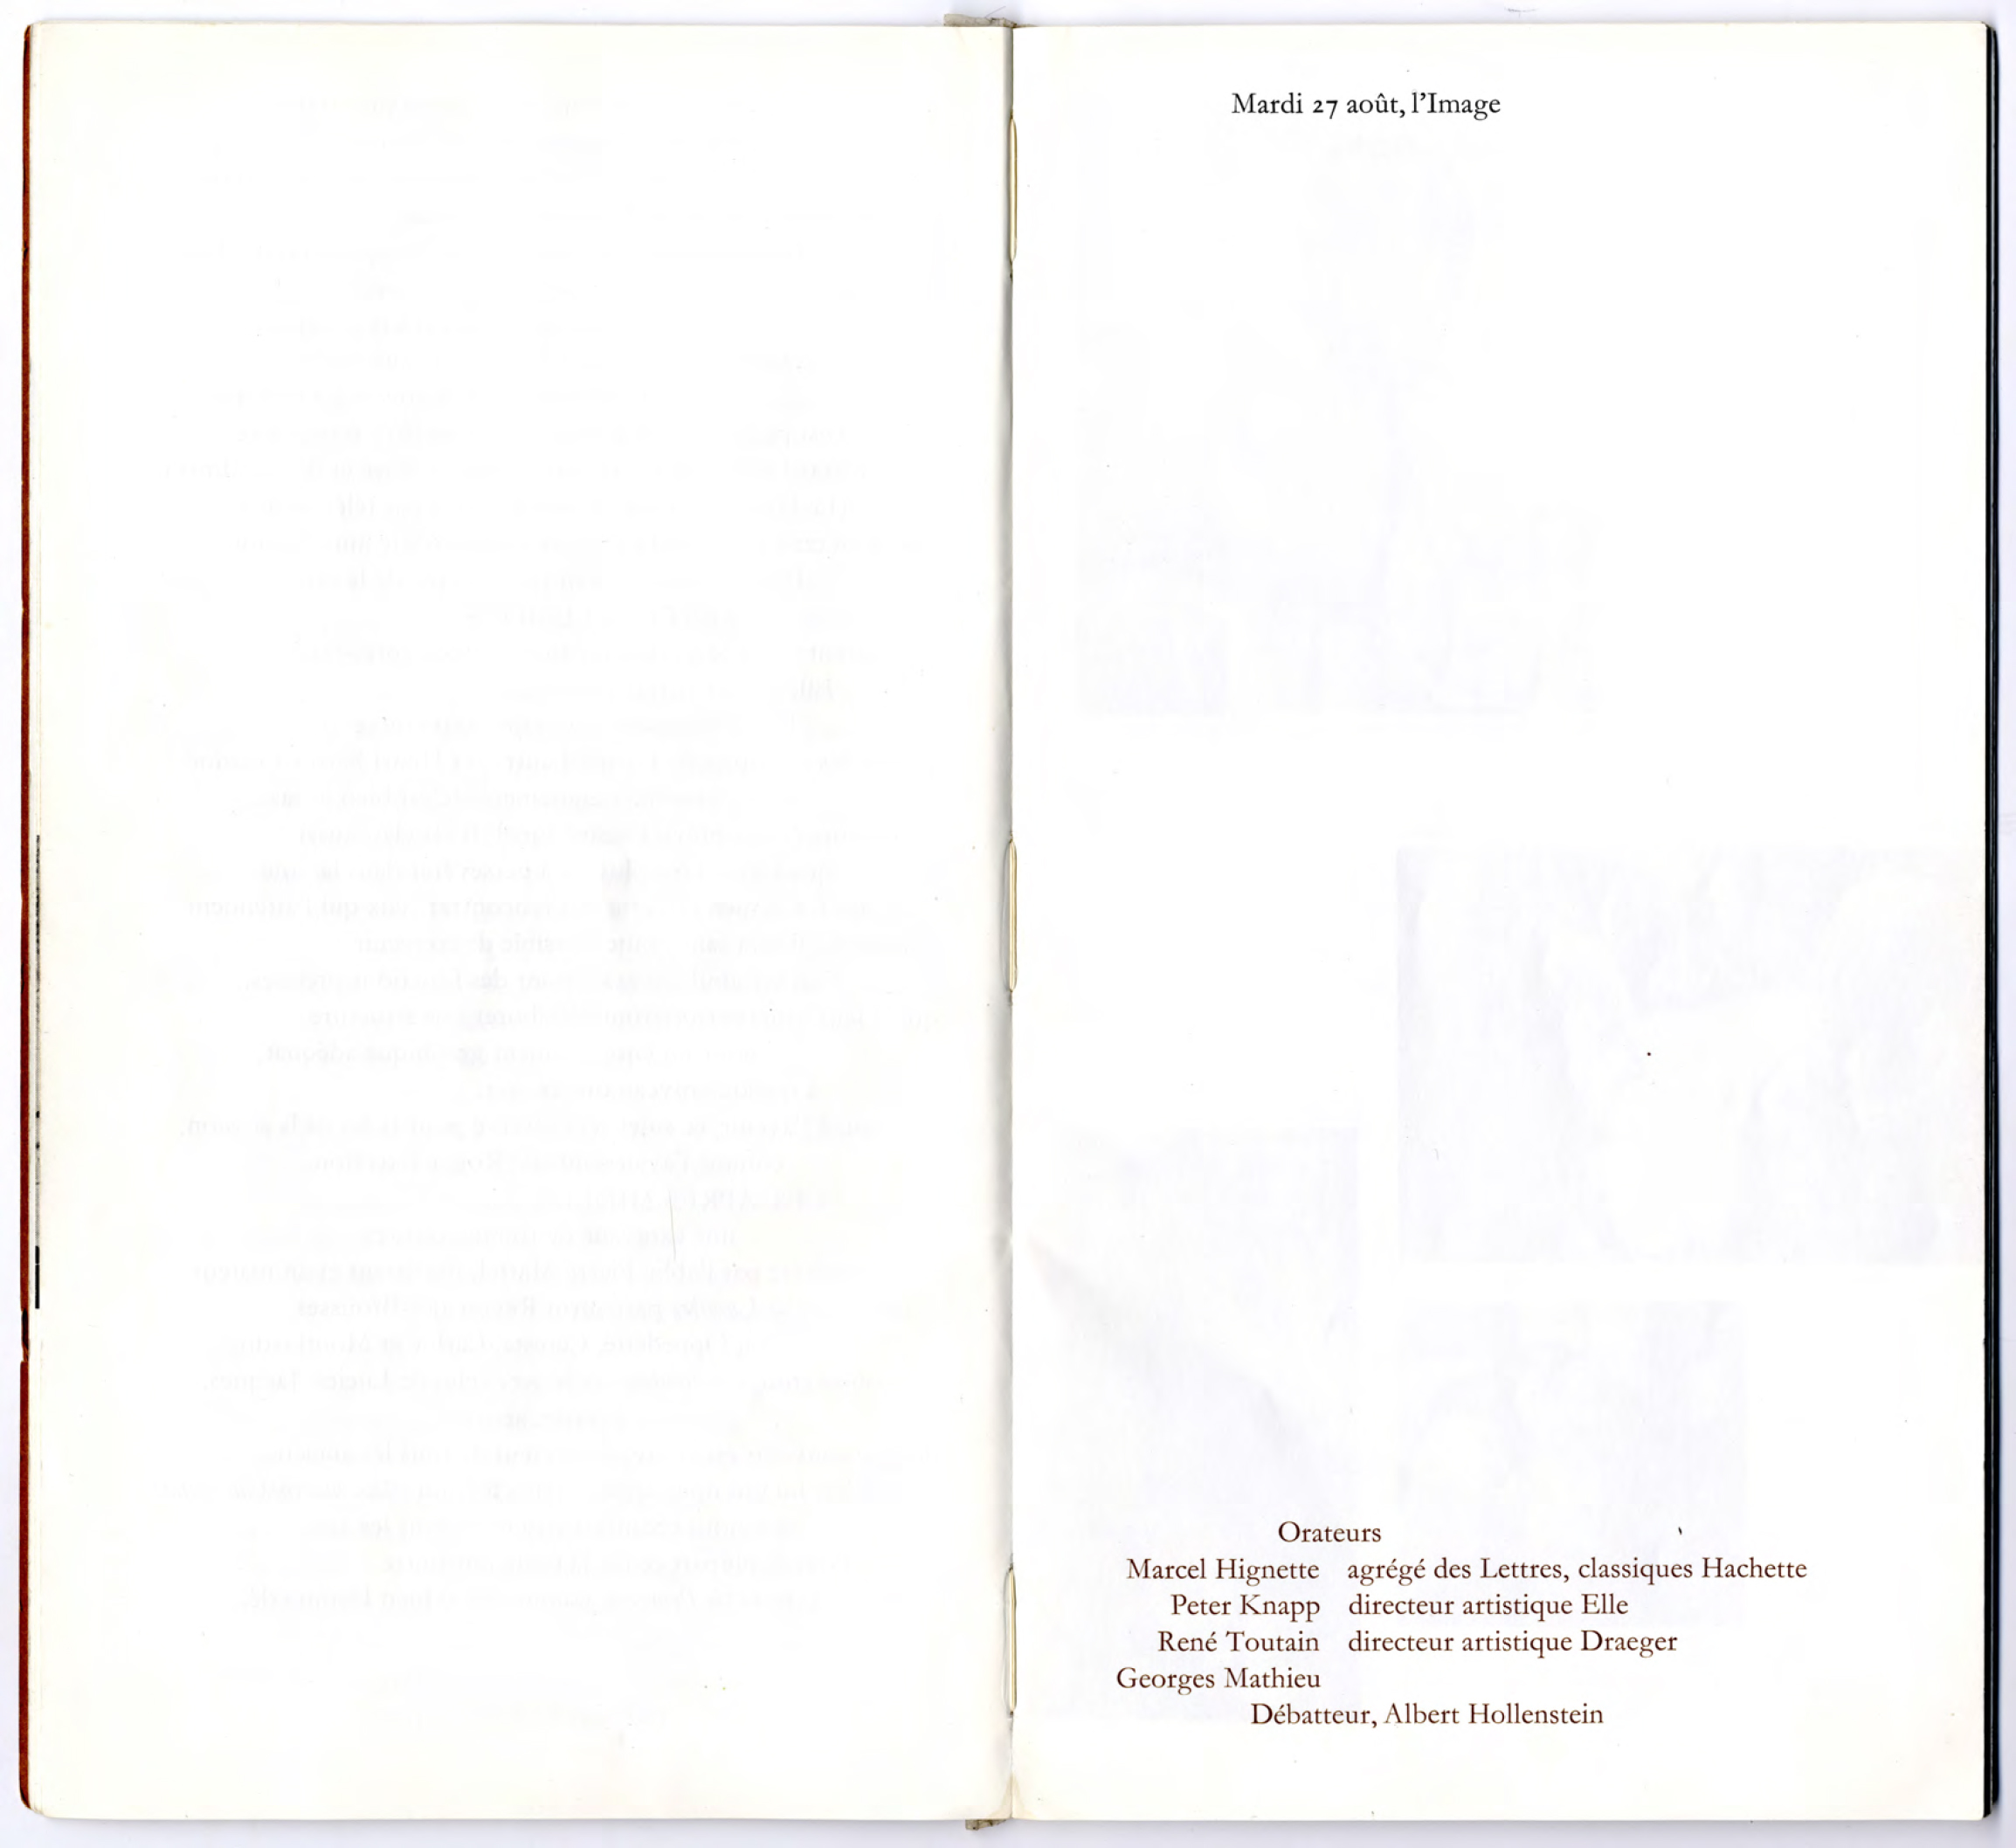 Mardi 27 août, l’Image
Orateurs
Marcel Hignette agrégé des Lettres, classiques Hachette
Peter Knapp directeur artistique Elle
René Toutain directeur artistique Draeger
Georges Mathieu
Débatteur, Albert Hollenstein